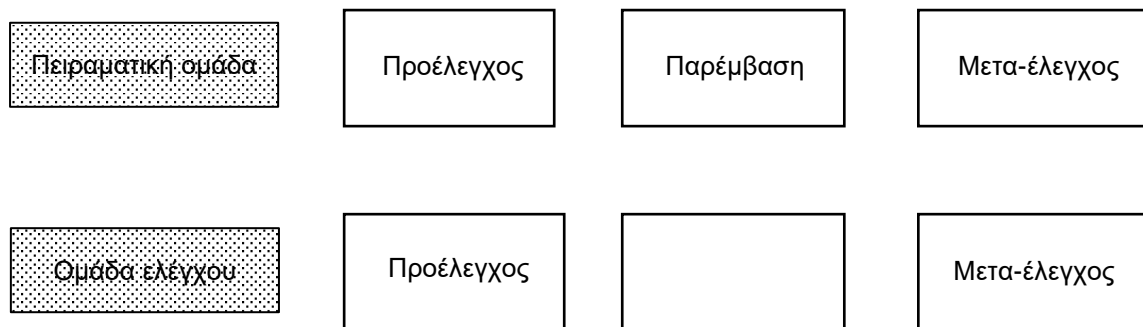 Πειραματική ομάδα
Προέλεγχος
Παρέμβαση
Μετα-έλεγχος
Ομάδα ελέγχου
Προέλεγχος
Μετα-έλεγχος